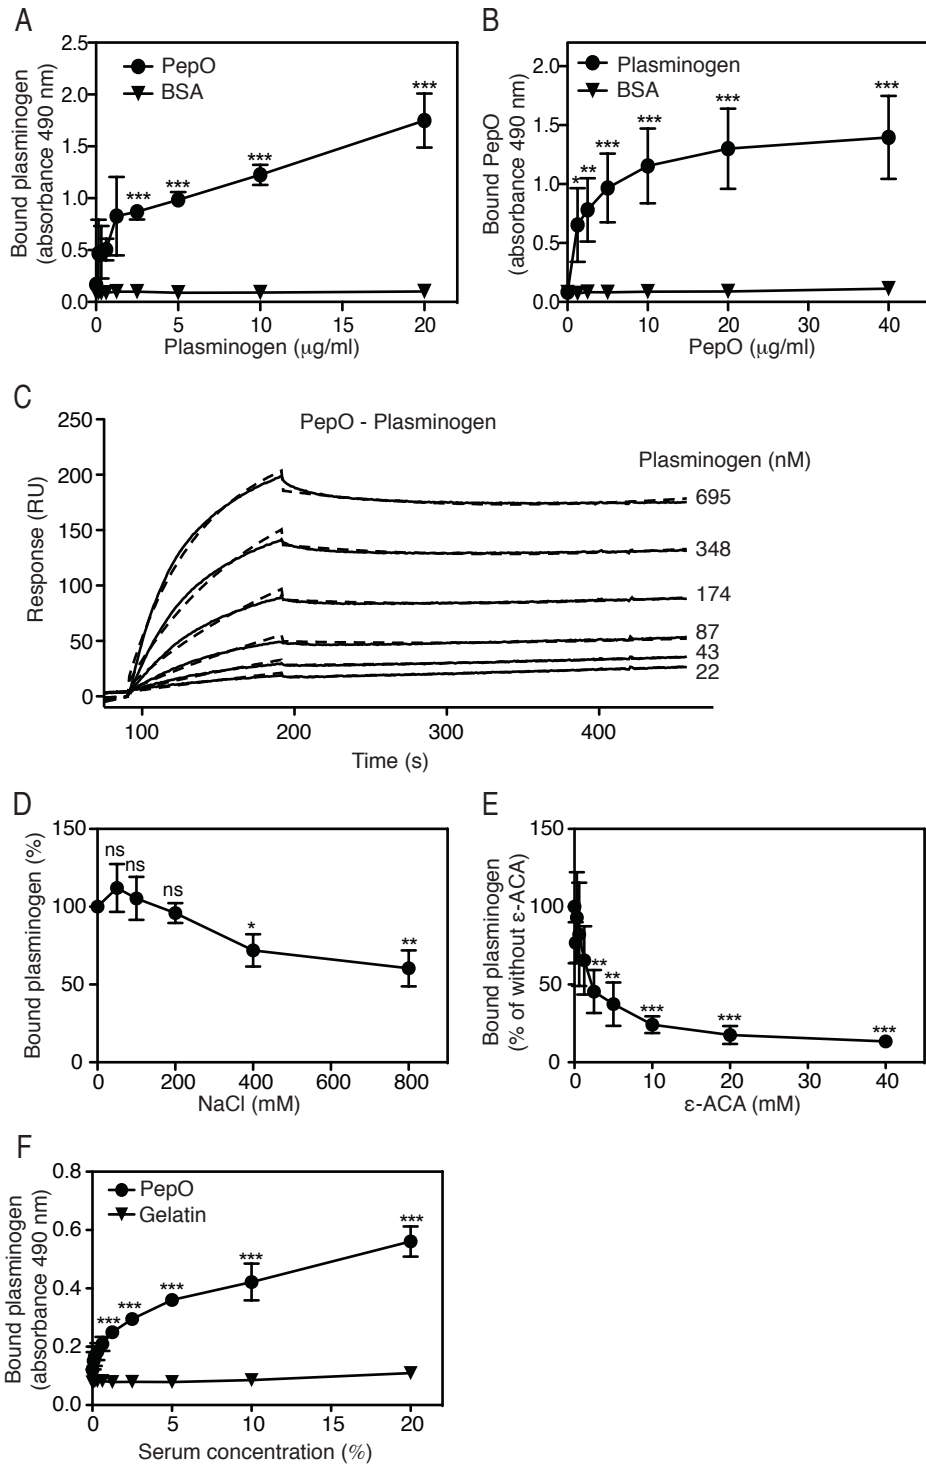 A
Bound plasminogen
(absorbance 490 nm)
2.5
2.0
1.5
1.0
0.5
0.0
PepO
BSA
***
***
***
***
0
5
10
15
20
Plasminogen (μg/ml)
B
Bound PepO
(absorbance 490 nm)
2.0
1.5
1.0
0.5
0.0
Plasminogen
BSA
*
**
***
***
***
***
0
10
20
30
40
PepO (μg/ml)
C
PepO - Plasminogen
Response (RU)
250
200
150
100
50
0
Plasminogen (nM)
695
348
174
87
43
22
100
200
300
400
Time (s)
D
Bound plasminogen (%)
150
100
50
0
ns
ns
ns
*
**
0
200
400
600
800
NaCl (mM)
E
Bound plasminogen
(% of without ε-ACA)
150
100
50
0
**
**
***
***
***
0
10
20
30
40
ε-ACA (mM)
F
Bound plasminogen
(absorbance 490 nm)
0.8
0.6
0.4
0.2
0.0
PepO
Gelatin
***
***
***
***
***
0
5
10
15
20
Serum concentration (%)